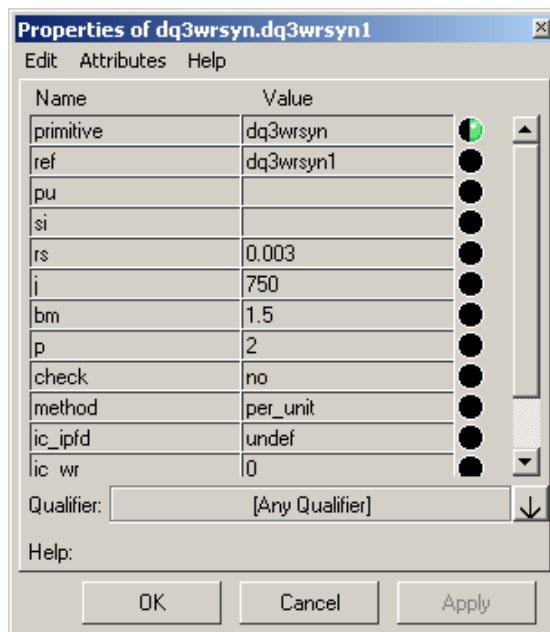 Properties of dq3wrsyn.dq3wrsyn1
Edit Attributes Help
Name Value
primitive dq3wrsyn
ref dq3wrsyn1
pu
si
rs 0.003
j 750
bm 1.5
p 2
check no
method per_unit
ic_ipfd undef
ic_wr 0
Qualifier: [Any Qualifier]
Help:
OK Cancel Apply